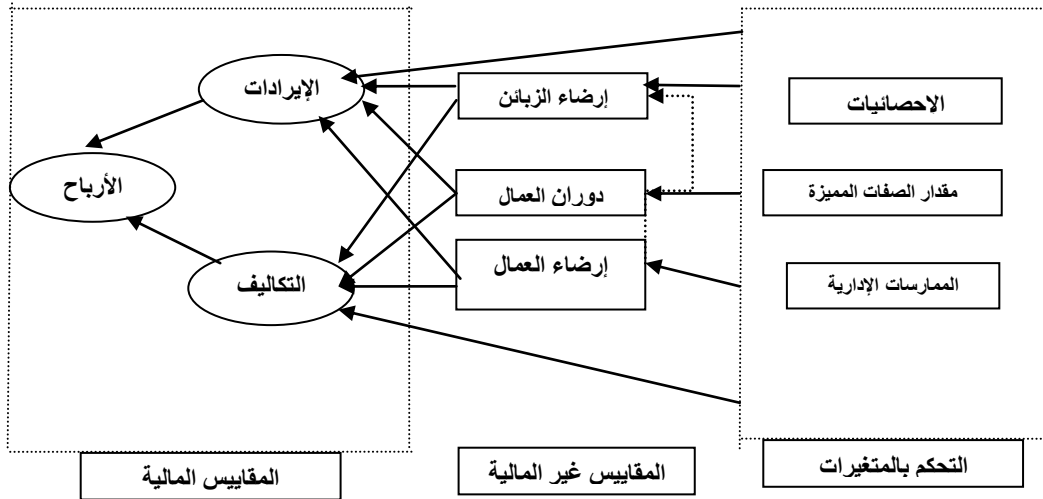 الإيرادات
إرضاء الزبائن
الاحصائيات
الأرباح
دوران العمال
مقدار الصفات المميزة
التكاليف
إرضاء العمال
الممارسات الإدارية
التحكم بالمتغيرات
المقاييس غير المالية
المقاييس المالية